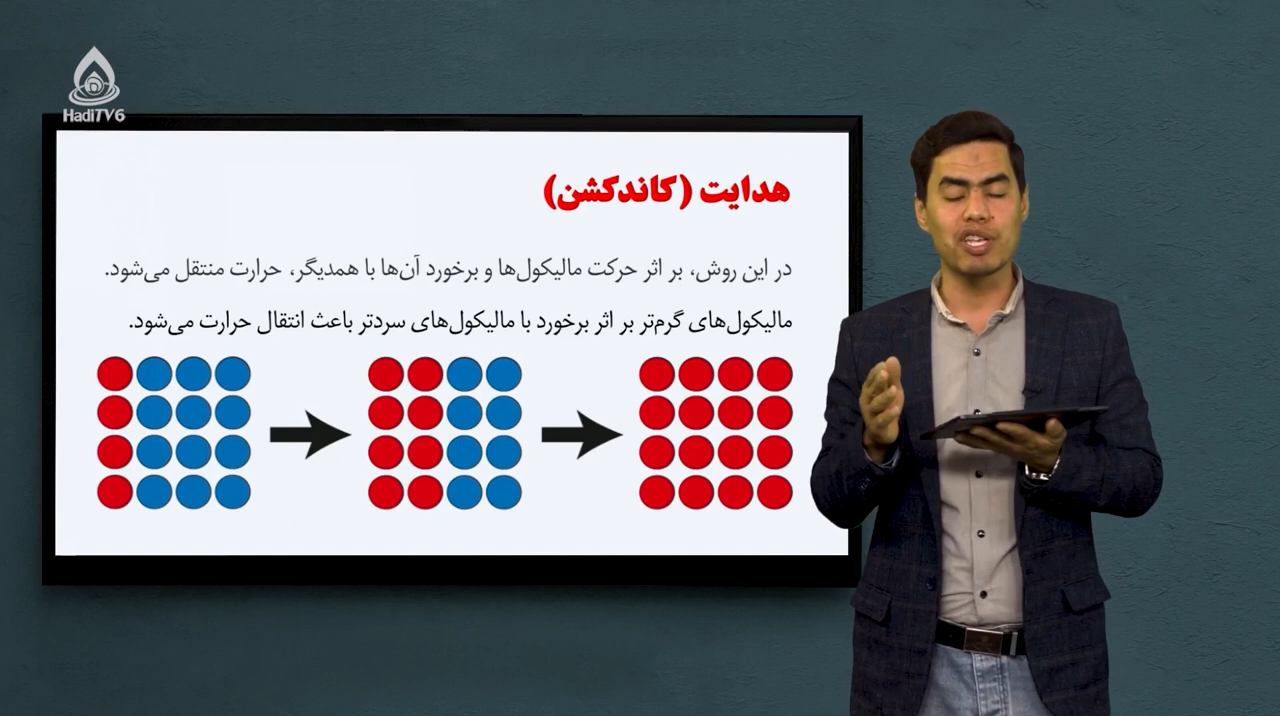 HadiTV6
هدایت (کاندکشن)
در این روش، بر اثر حرکت مالیکول‌ها و برخورد آن‌ها با همدیگر، حرارت منتقل می‌شود.
مالیکول‌های گرم‌تر بر اثر برخورد با مالیکول‌های سردتر باعث انتقال حرارت می‌شود.